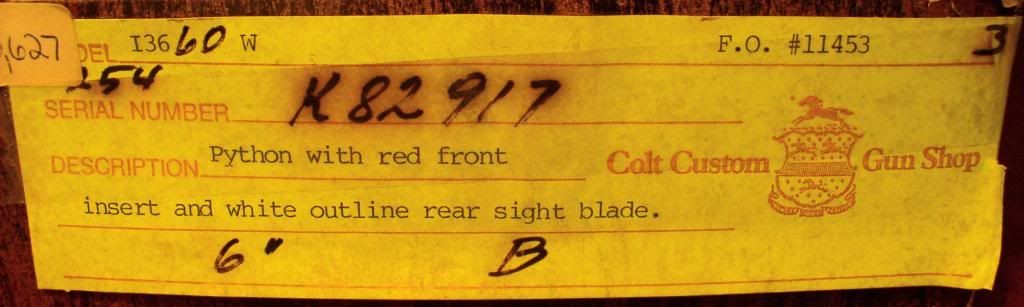 ,627
DEL I3660 W F.O. #11453 3
254
SERIAL NUMBER K82917
DESCRIPTION Python with red front
Colt Custom Gun Shop
insert and white outline rear sight blade.
6" B